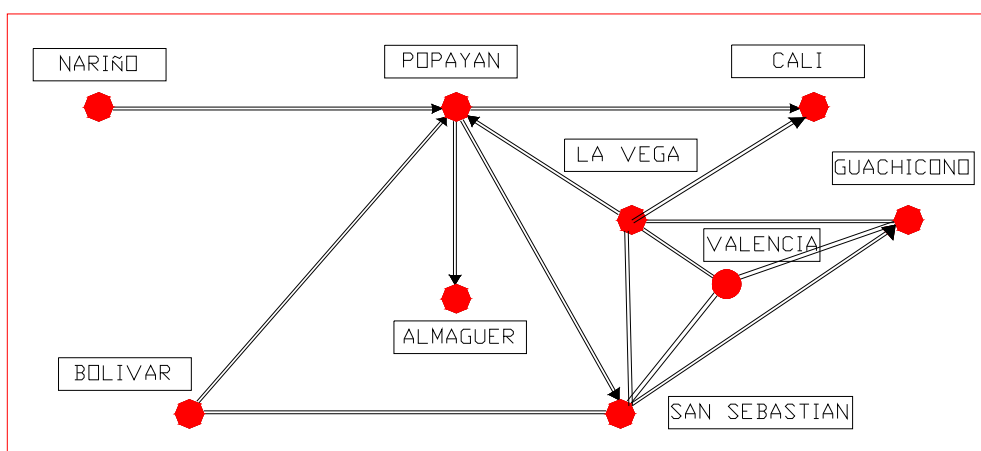 NARIñO
POPAYAN
CALI
LA VEGA
GUACHICONO
VALENCIA
ALMAGUER
BOLIVAR
SAN SEBASTIAN